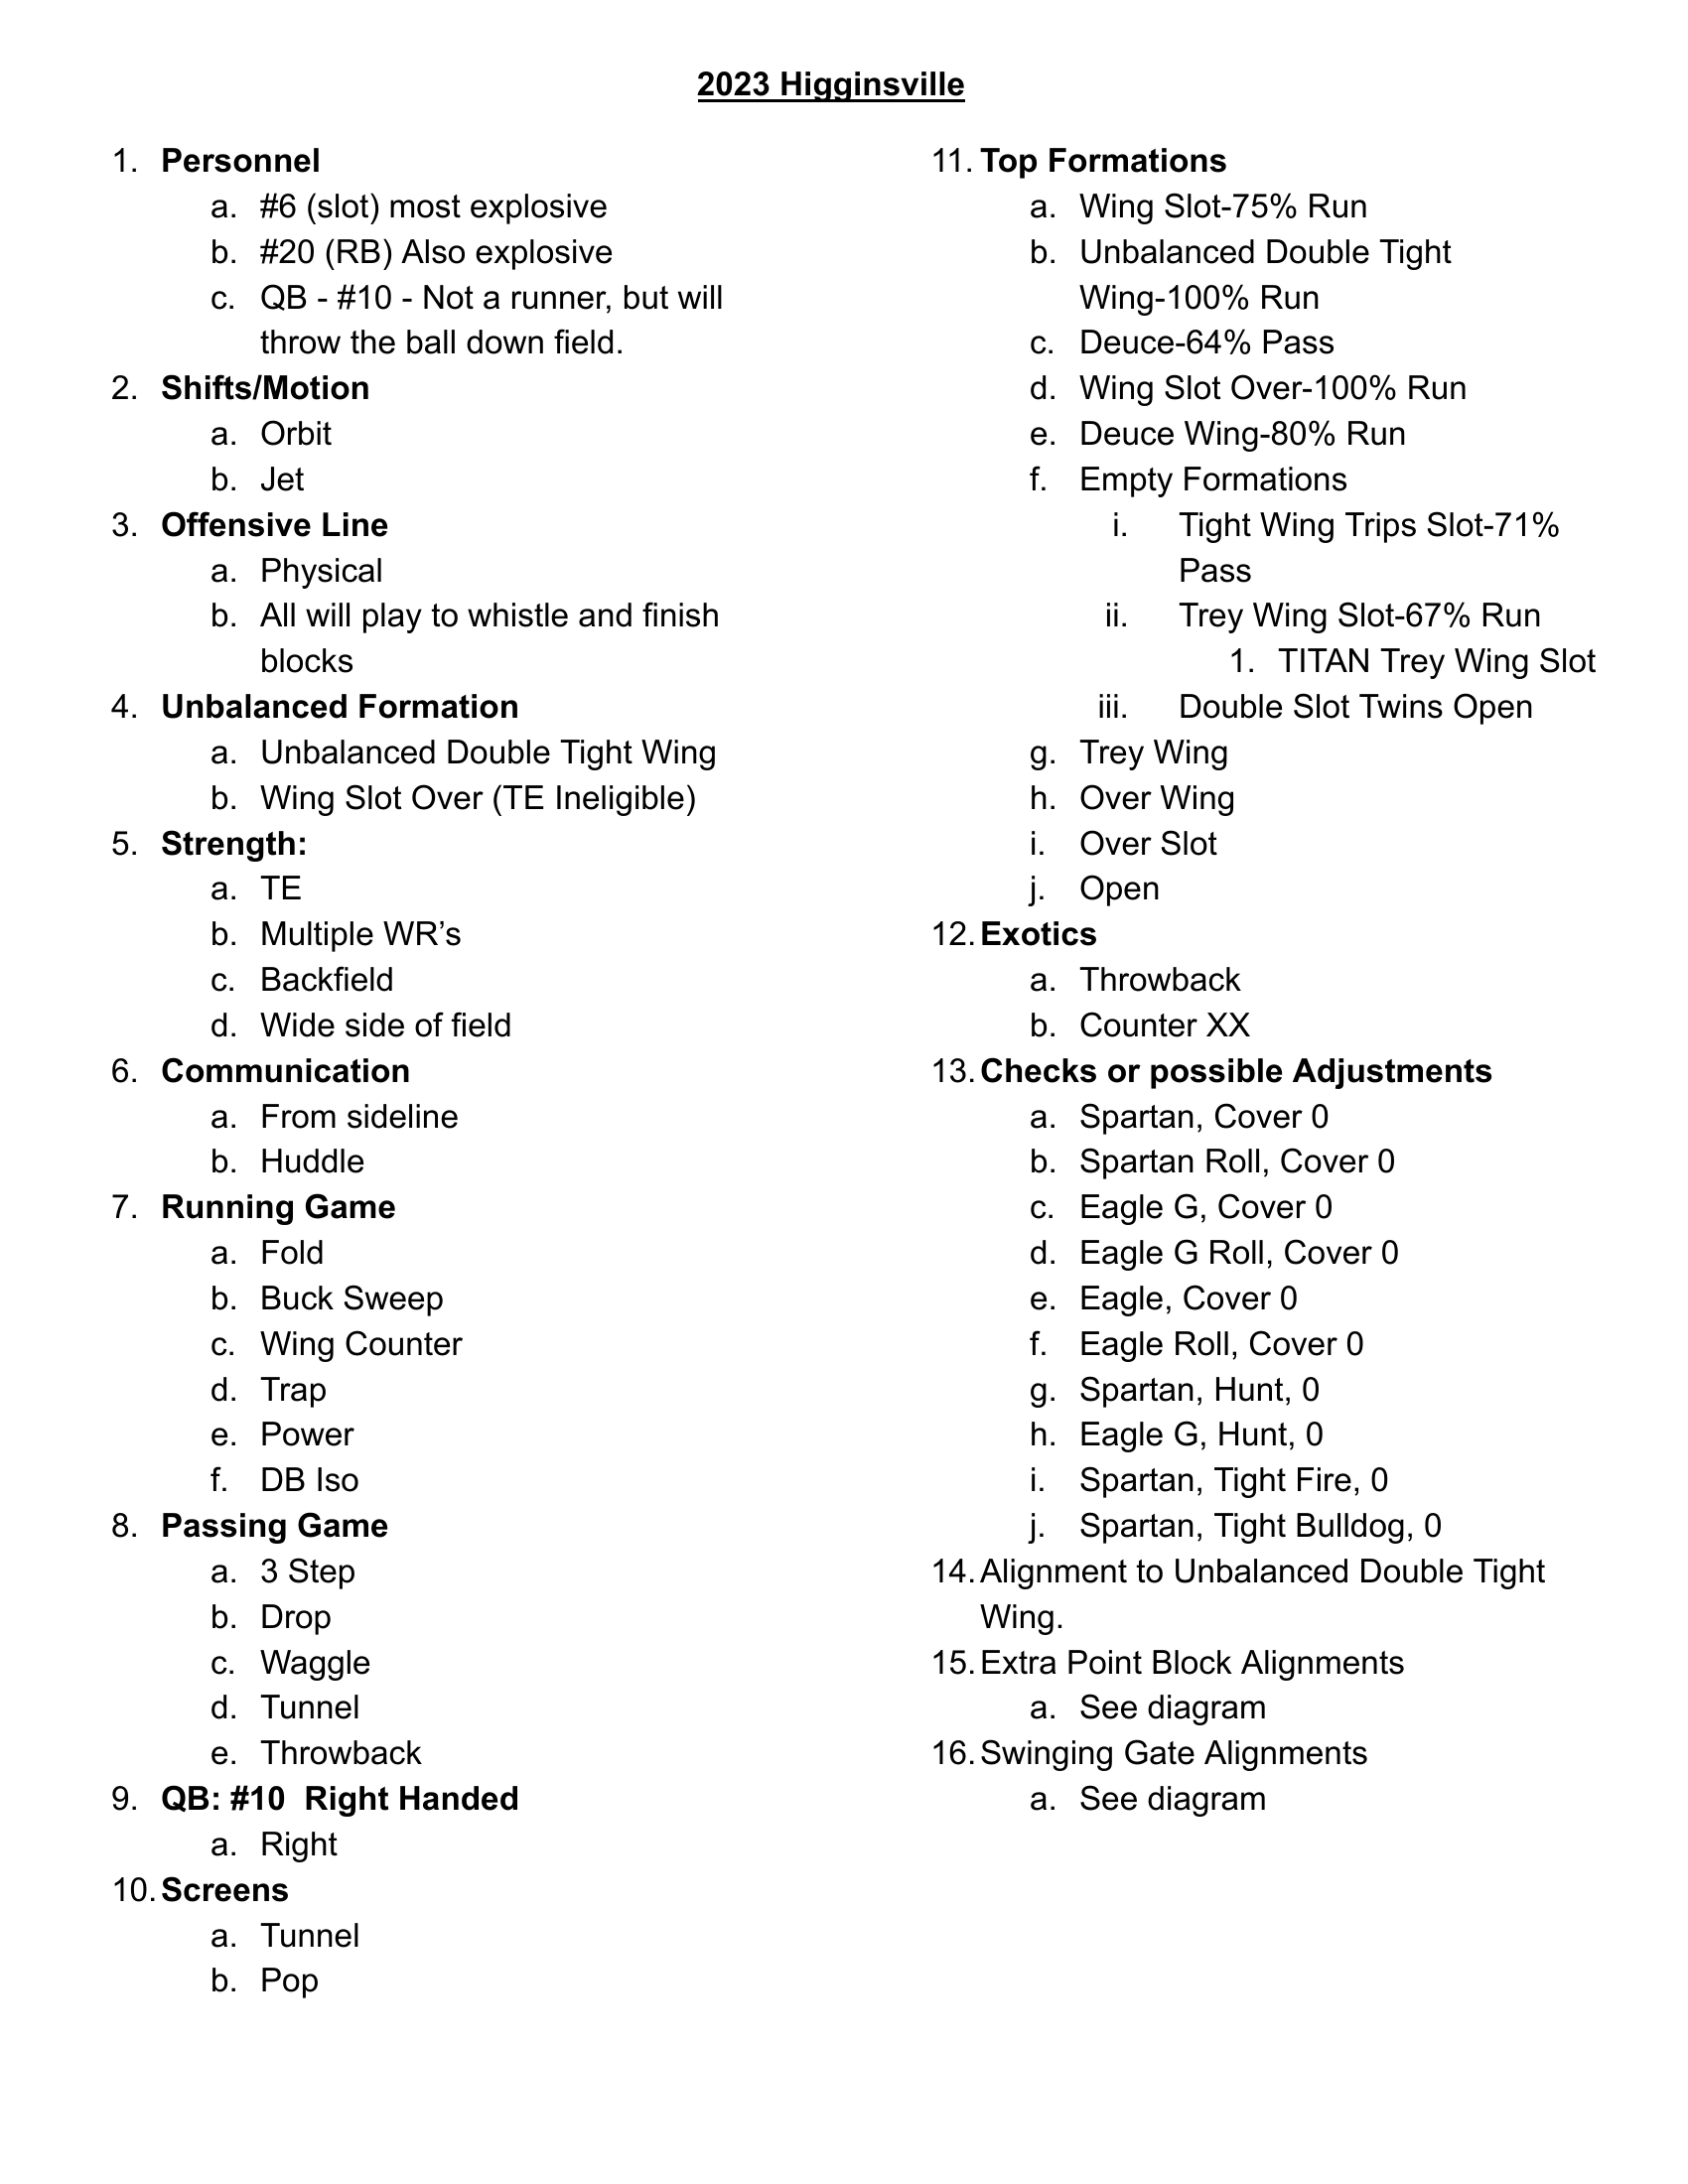 2023 Higginsville
1. Personnel
a. #6 (slot) most explosive
b. #20 (RB) Also explosive
c. QB - #10 - Not a runner, but will
throw the ball down field.
2. Shifts/Motion
a. Orbit
b. Jet
3. Offensive Line
a. Physical
b. All will play to whistle and finish
blocks
4. Unbalanced Formation
a. Unbalanced Double Tight Wing
b. Wing Slot Over (TE Ineligible)
5. Strength:
a. TE
b. Multiple WR’s
c. Backfield
d. Wide side of field
6. Communication
a. From sideline
b. Huddle
7. Running Game
a. Fold
b. Buck Sweep
c. Wing Counter
d. Trap
e. Power
f. DB Iso
8. Passing Game
a. 3 Step
b. Drop
c. Waggle
d. Tunnel
e. Throwback
9. QB: #10  Right Handed
a. Right
10. Screens
a. Tunnel
b. Pop
11. Top Formations
a. Wing Slot-75% Run
b. Unbalanced Double Tight
Wing-100% Run
c. Deuce-64% Pass
d. Wing Slot Over-100% Run
e. Deuce Wing-80% Run
f. Empty Formations
i. Tight Wing Trips Slot-71%
Pass
ii. Trey Wing Slot-67% Run
1. TITAN Trey Wing Slot
iii. Double Slot Twins Open
g. Trey Wing
h. Over Wing
i. Over Slot
j. Open
12. Exotics
a. Throwback
b. Counter XX
13. Checks or possible Adjustments
a. Spartan, Cover 0
b. Spartan Roll, Cover 0
c. Eagle G, Cover 0
d. Eagle G Roll, Cover 0
e. Eagle, Cover 0
f. Eagle Roll, Cover 0
g. Spartan, Hunt, 0
h. Eagle G, Hunt, 0
i. Spartan, Tight Fire, 0
j. Spartan, Tight Bulldog, 0
14. Alignment to Unbalanced Double Tight
Wing.
15. Extra Point Block Alignments
a. See diagram
16. Swinging Gate Alignments
a. See diagram